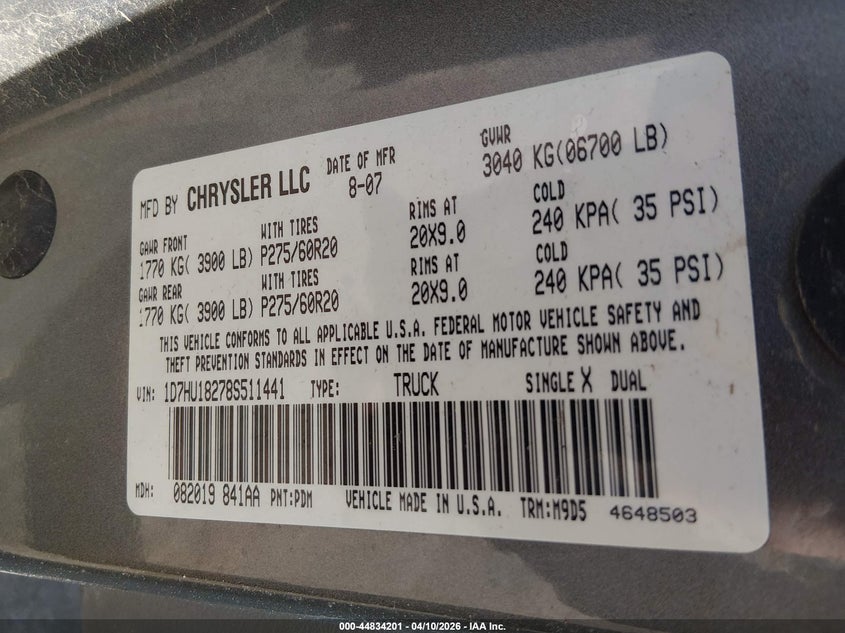 MFD BY CHRYSLER LLC DATE OF MFR 8-07 GVWR 3040 KG(06700 LB)
GAWR FRONT WITH TIRES RIMS AT COLD
1770 KG( 3900 LB) P275/60R20 20X9.0 240 KPA( 35 PSI)
GAWR REAR WITH TIRES RIMS AT COLD
1770 KG( 3900 LB) P275/60R20 20X9.0 240 KPA( 35 PSI)
THIS VEHICLE CONFORMS TO ALL APPLICABLE U.S.A. FEDERAL MOTOR VEHICLE SAFETY AND
THEFT PREVENTION STANDARDS IN EFFECT ON THE DATE OF MANUFACTURE SHOWN ABOVE.
VIN: 1D7HU18278S511441 TYPE: TRUCK SINGLE X DUAL
MDH: 082019 841AA PNT:PDM VEHICLE MADE IN U.S.A. TRM:M9D5 4648503
000-44834201 - 04/10/2026 - IAA Inc.